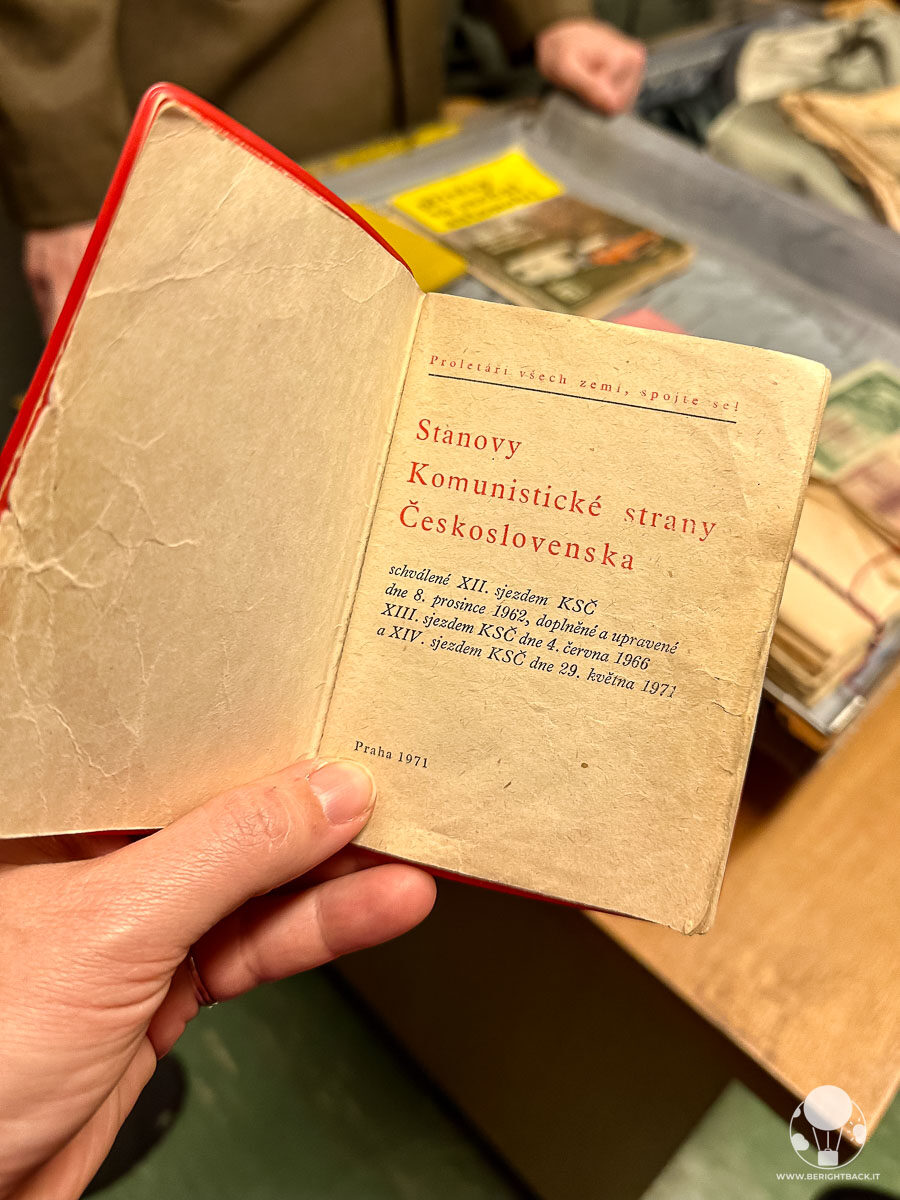 Proletáři všech zemí, spojte se!
Stanovy
Komunistické strany
Československa
schválené XII. sjezdem KSČ
dne 8. prosince 1962, doplněné a upravené
XIII. sjezdem KSČ dne 4. června 1966
a XIV. sjezdem KSČ dne 29. května 1971
Praha 1971
WWW.BERIGHTBACK.IT